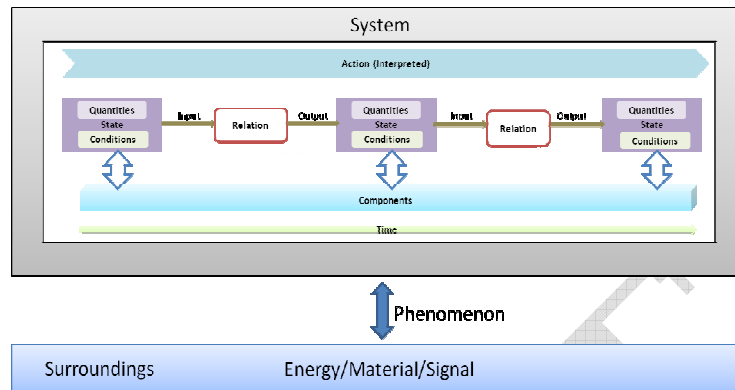 System
Action {Interpreted}
Quantities
State
Conditions
Input
Relation
Output
Quantities
State
Conditions
Input
Relation
Output
Quantities
State
Conditions
Components
Time
Phenomenon
Surroundings
Energy/Material/Signal